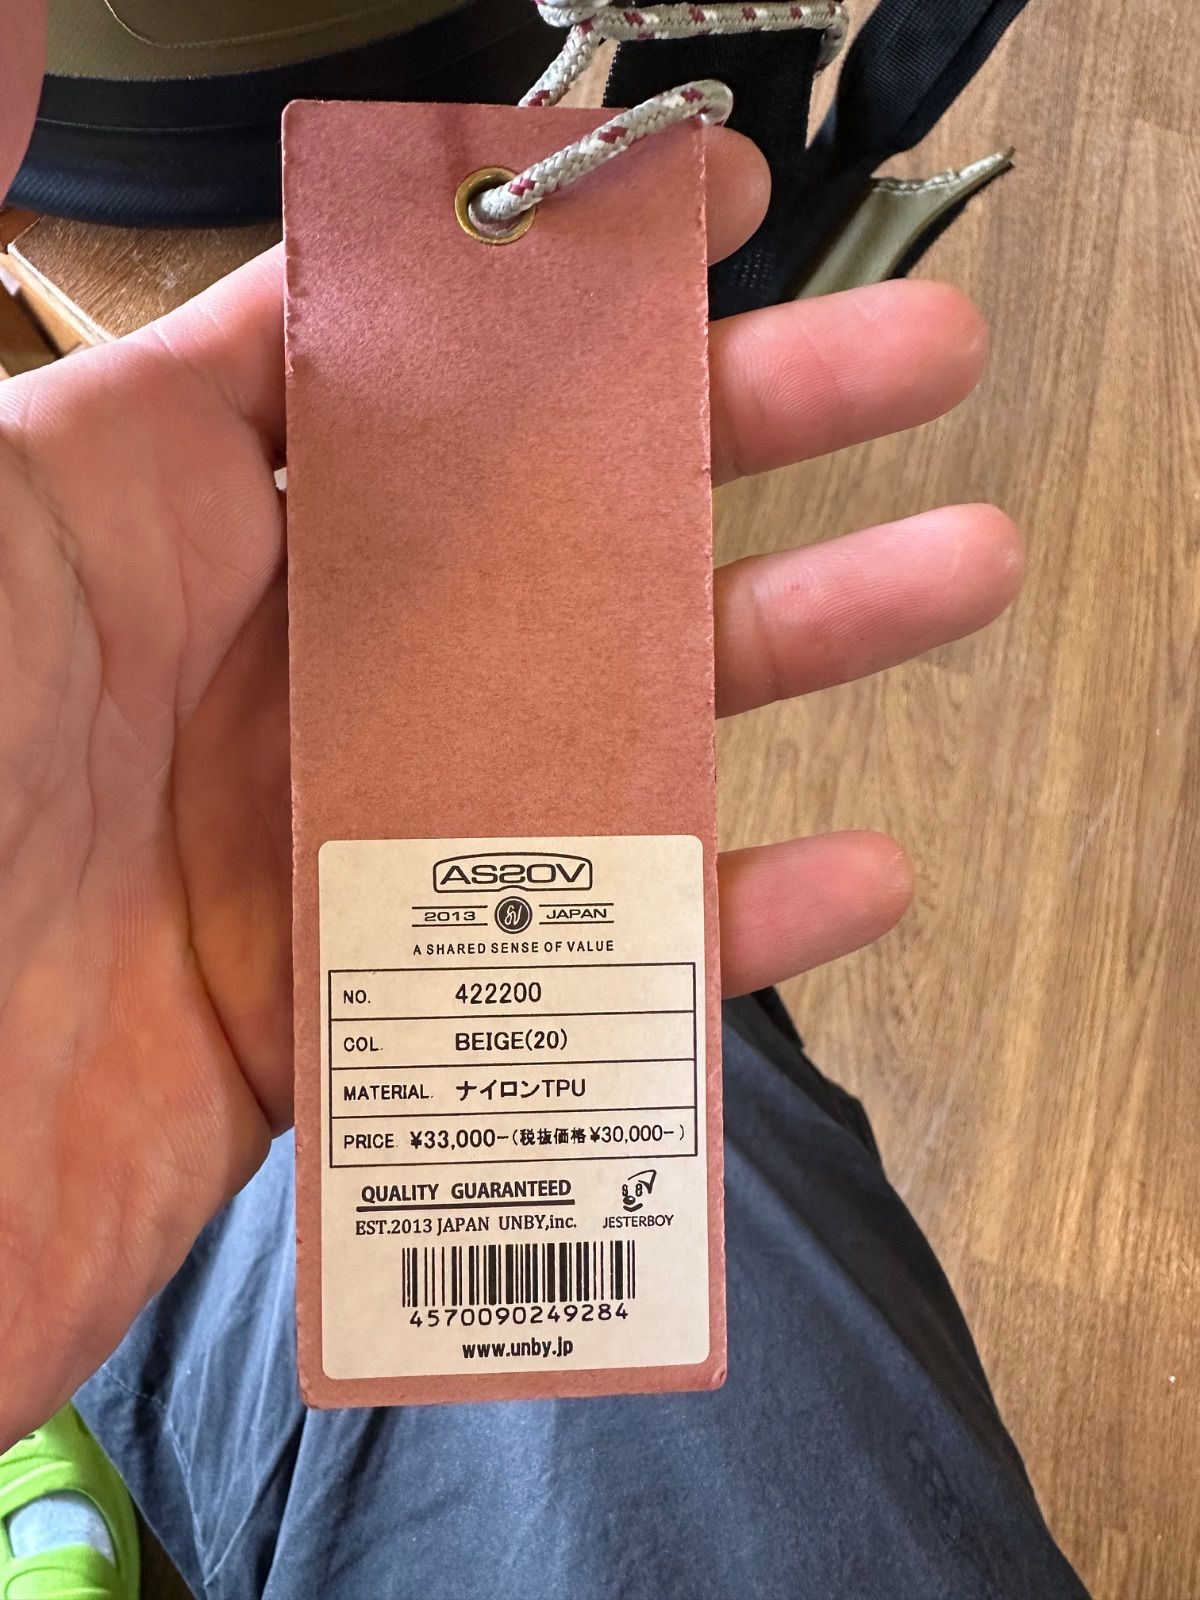 ASSOV
2013 JAPAN
A SHARED SENSE OF VALUE
NO. 422200
COL. BEIGE(20)
MATERIAL. ナイロンTPU
PRICE. ¥33,000-(税抜価格¥30,000-)
QUALITY GUARANTEED
EST.2013 JAPAN UNBY,inc. JESTERBOY
4570090249284
www.unby.jp